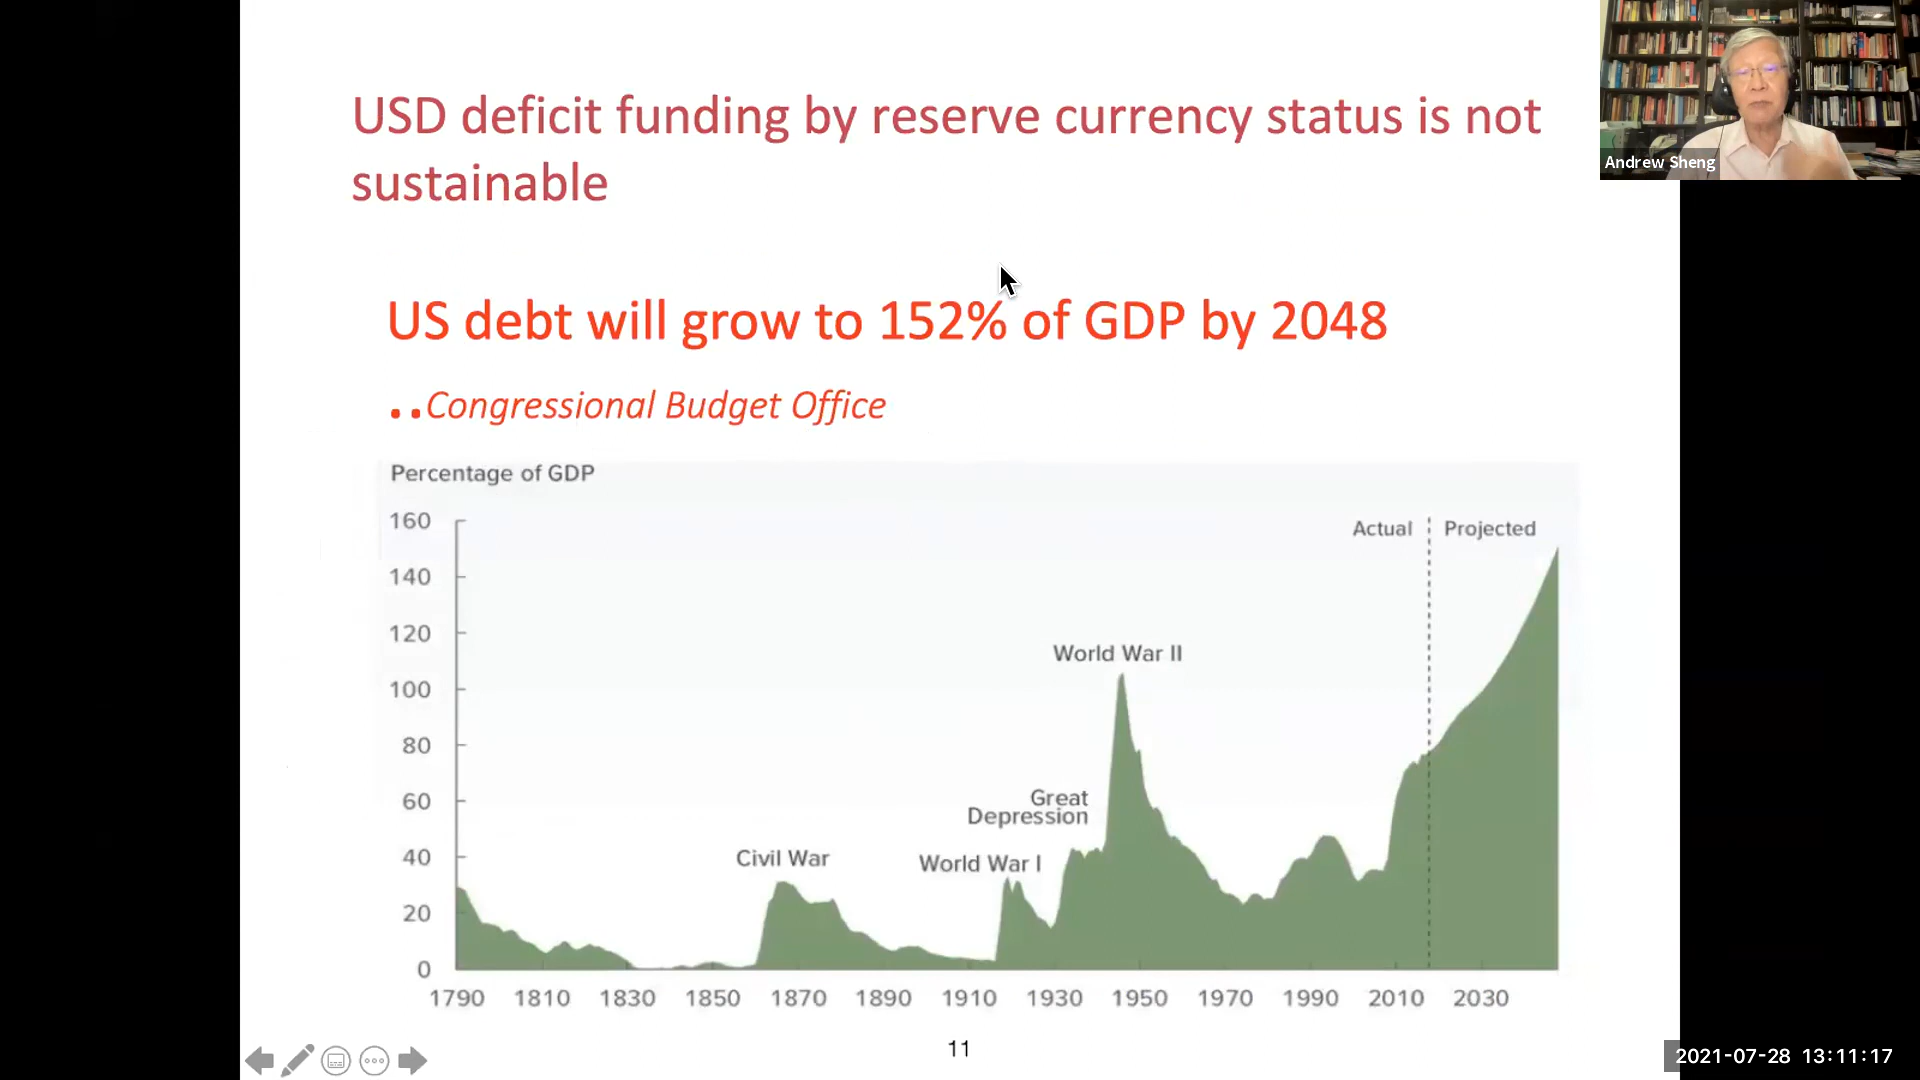 USD deficit funding by reserve currency status is not
sustainable
Andrew Sheng
US debt will grow to 152% of GDP by 2048
..Congressional Budget Office
Percentage of GDP
160
140
120
100
80
60
40
20
0
Actual
Projected
World War II
Great
Depression
Civil War
World War I
1790 1810 1830 1850 1870 1890 1910 1930 1950 1970 1990 2010 2030
11
2021-07-28 13:11:17